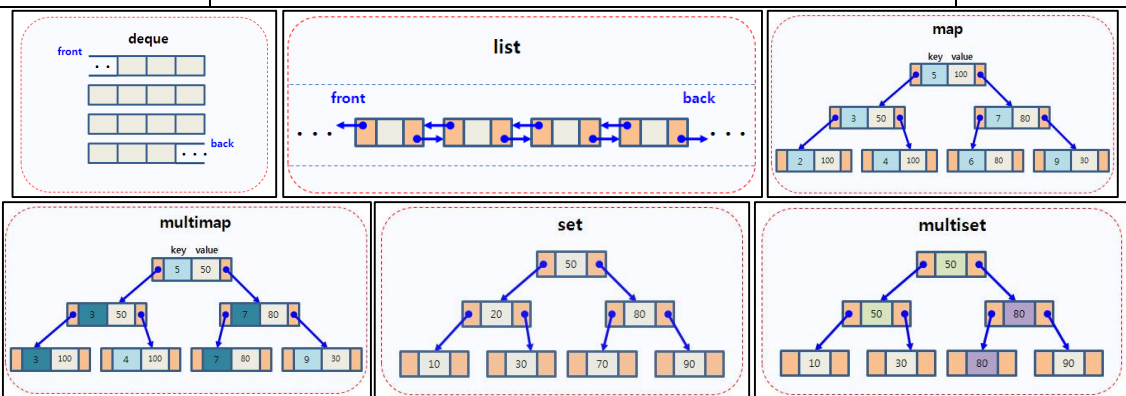 deque
front
. .
. . .
back
list
front
back
. . .
. . .
map
key value
5 100
3 50
7 80
2 100
4 100
6 80
9 30
multimap
key value
5 50
3 50
7 80
3 100
4 100
7 80
9 30
set
50
20
80
10
30
70
90
multiset
50
50
80
10
30
80
90